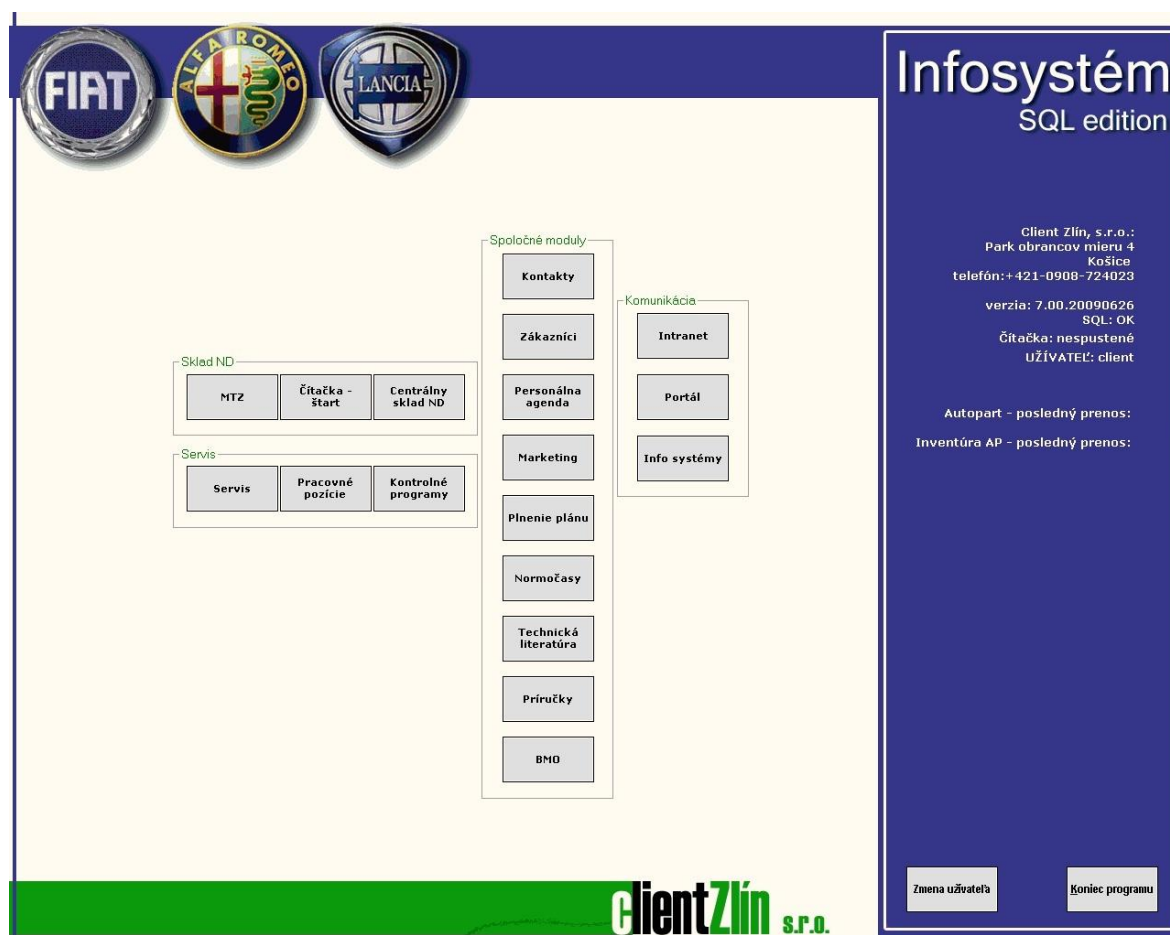 FIAT
ALFA ROMEO
LANCIA
Infosystém
SQL edition
Client Zlín, s.r.o.:
Park obrancov mieru 4
Košice
telefón:+421-0908-724023
verzia: 7.00.20090626
SQL: OK
Čítačka: nespustené
UŽÍVATEĽ: client
Autopart - posledný prenos:
Inventúra AP - posledný prenos:
Sklad ND
MTZ
Čítačka -
štart
Centrálny
sklad ND
Servis
Servis
Pracovné
pozície
Kontrolné
programy
Spoločné moduly
Kontakty
Zákazníci
Personálna
agenda
Marketing
Plnenie plánu
Normočasy
Technická
literatúra
Príručky
BMO
Komunikácia
Intranet
Portál
Info systémy
Zmena užívateľa
Koniec programu
clientZlín s.r.o.